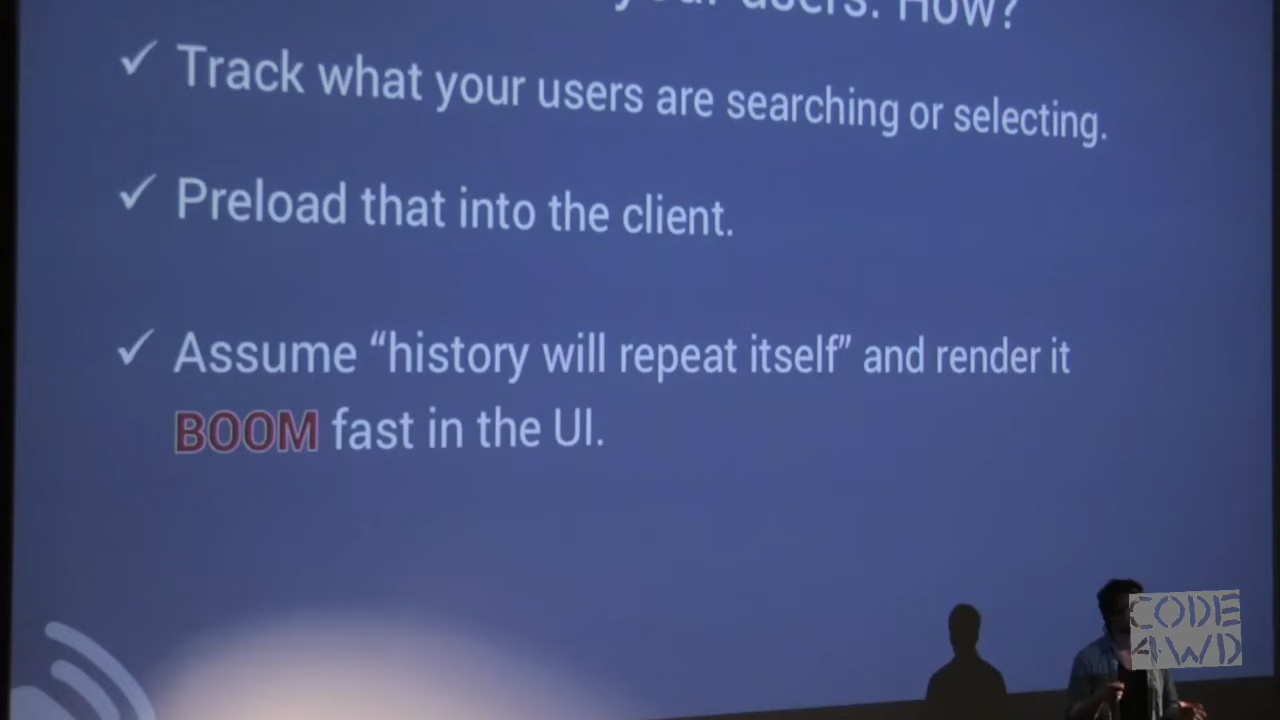 your users. How?
✓ Track what your users are searching or selecting.
✓ Preload that into the client.
✓ Assume “history will repeat itself” and render it
BOOM fast in the UI.
CODE
4WD